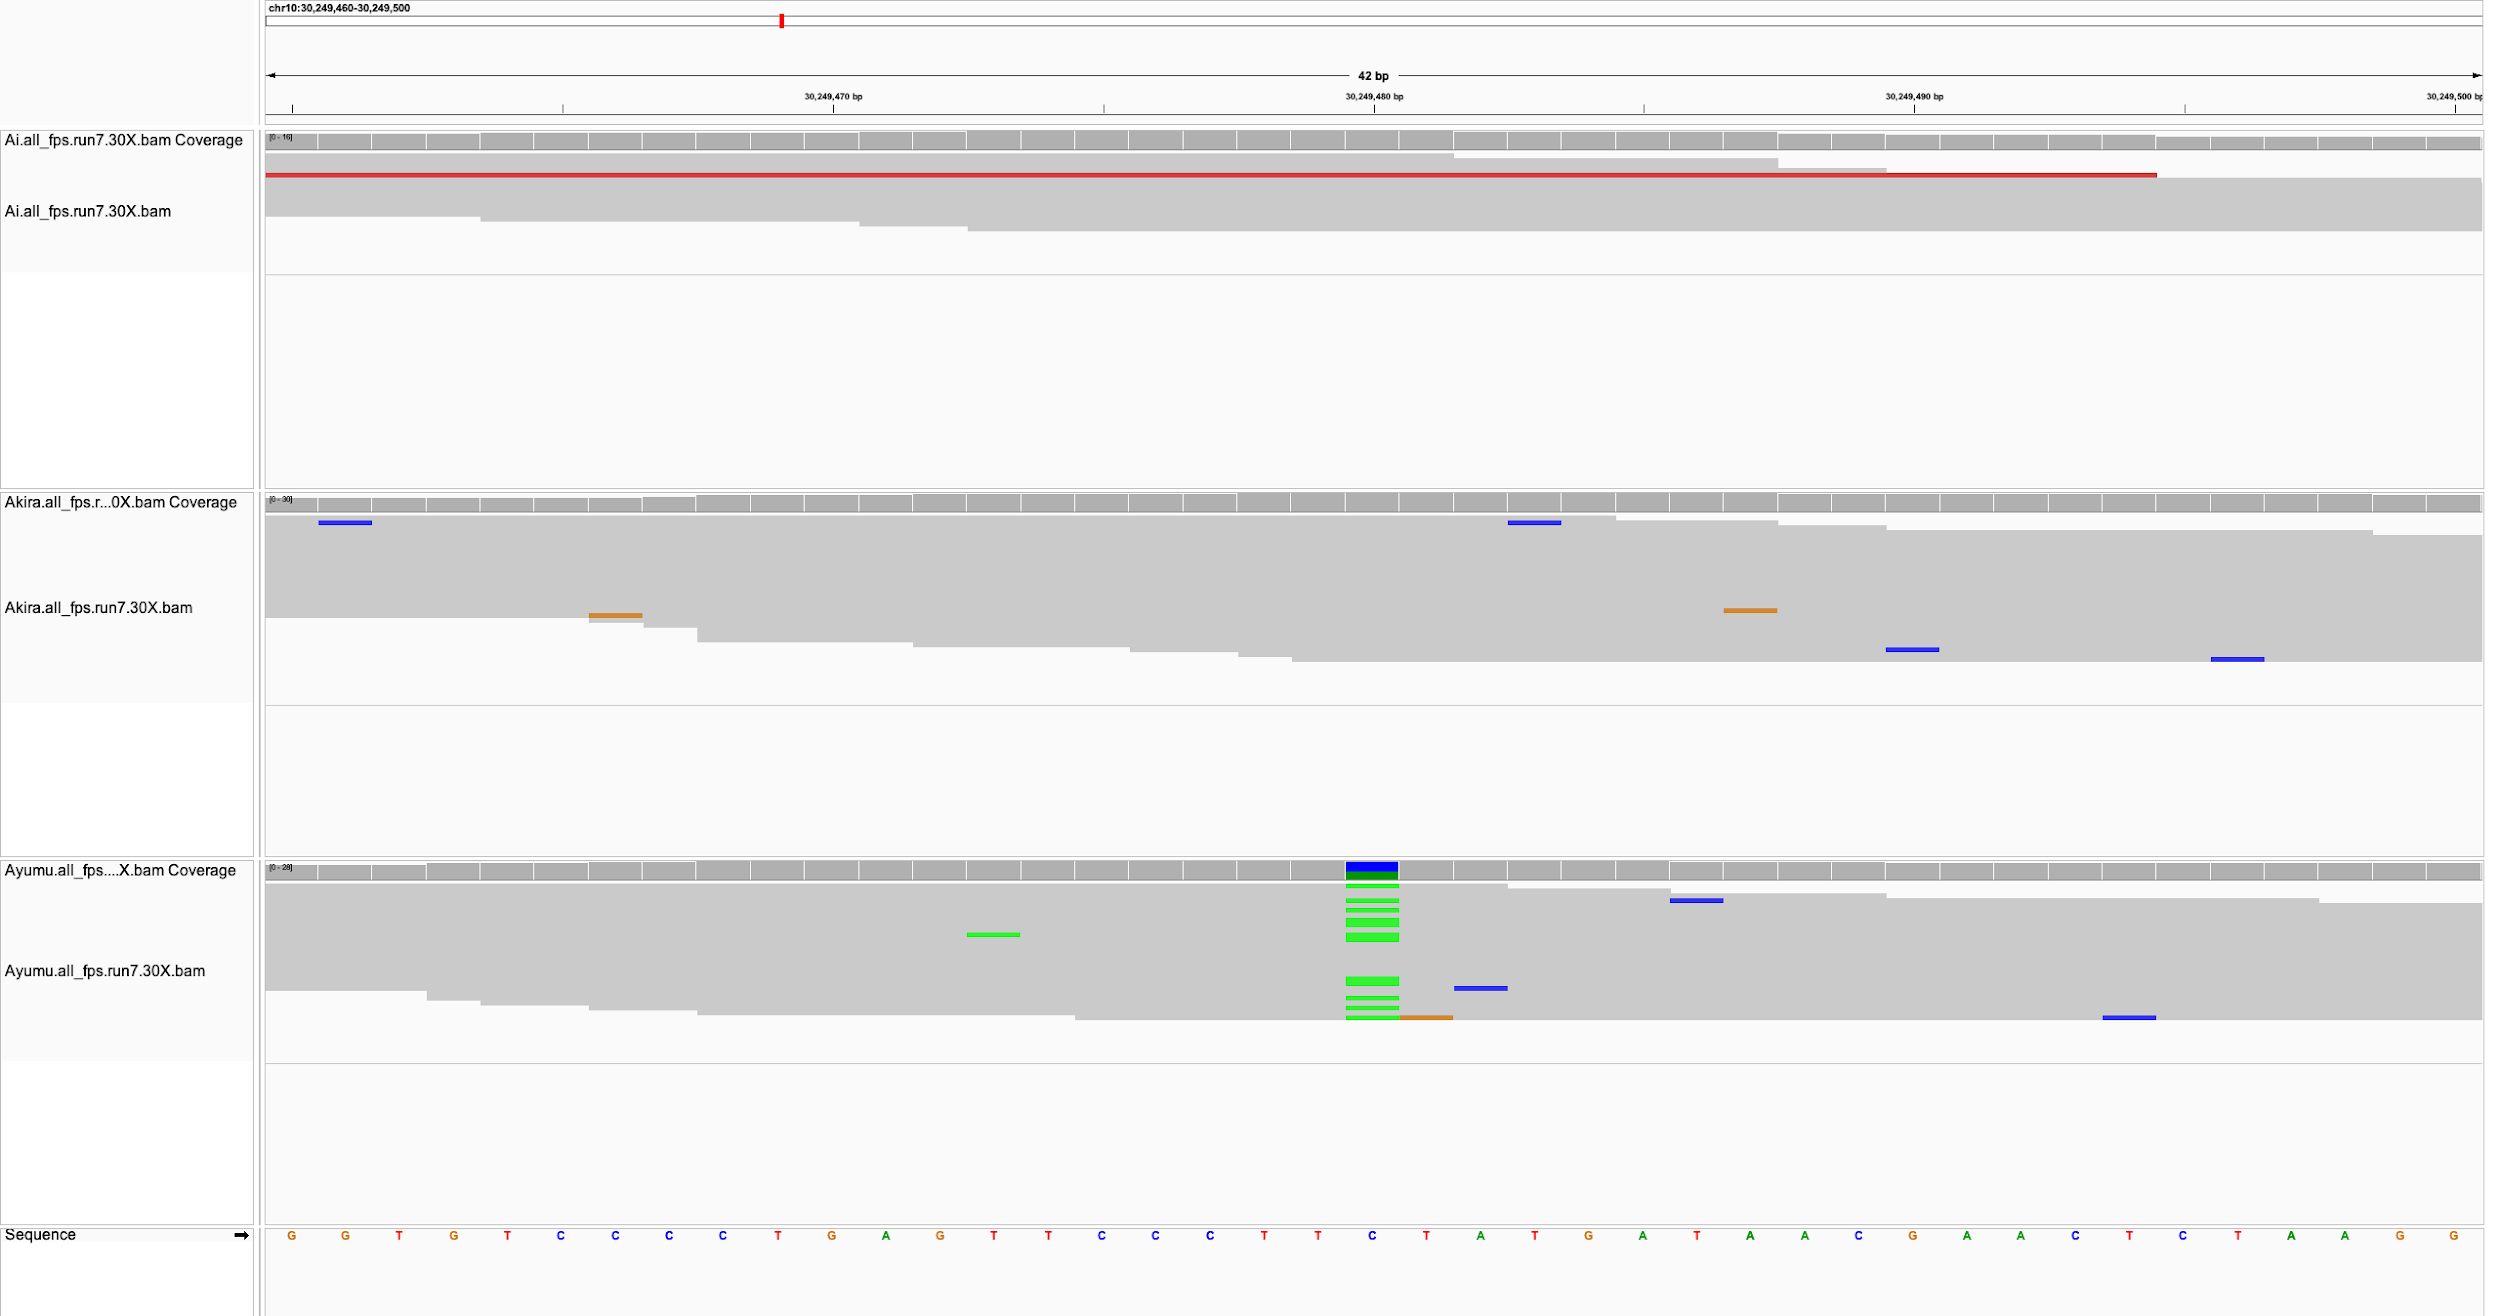 chr10:30,249,460-30,249,500
42 bp
30,249,470 bp 30,249,480 bp 30,249,490 bp 30,249,500 bp
Ai.all_fps.run7.30X.bam Coverage
[0 - 16]
Ai.all_fps.run7.30X.bam
Akira.all_fps.r...0X.bam Coverage
[0 - 30]
Akira.all_fps.run7.30X.bam
Ayumu.all_fps....X.bam Coverage
[0 - 28]
Ayumu.all_fps.run7.30X.bam
Sequence G G T G T C C C C T G A G T T C C C T T C T A T G A T A A C G A A C T C T A A G G